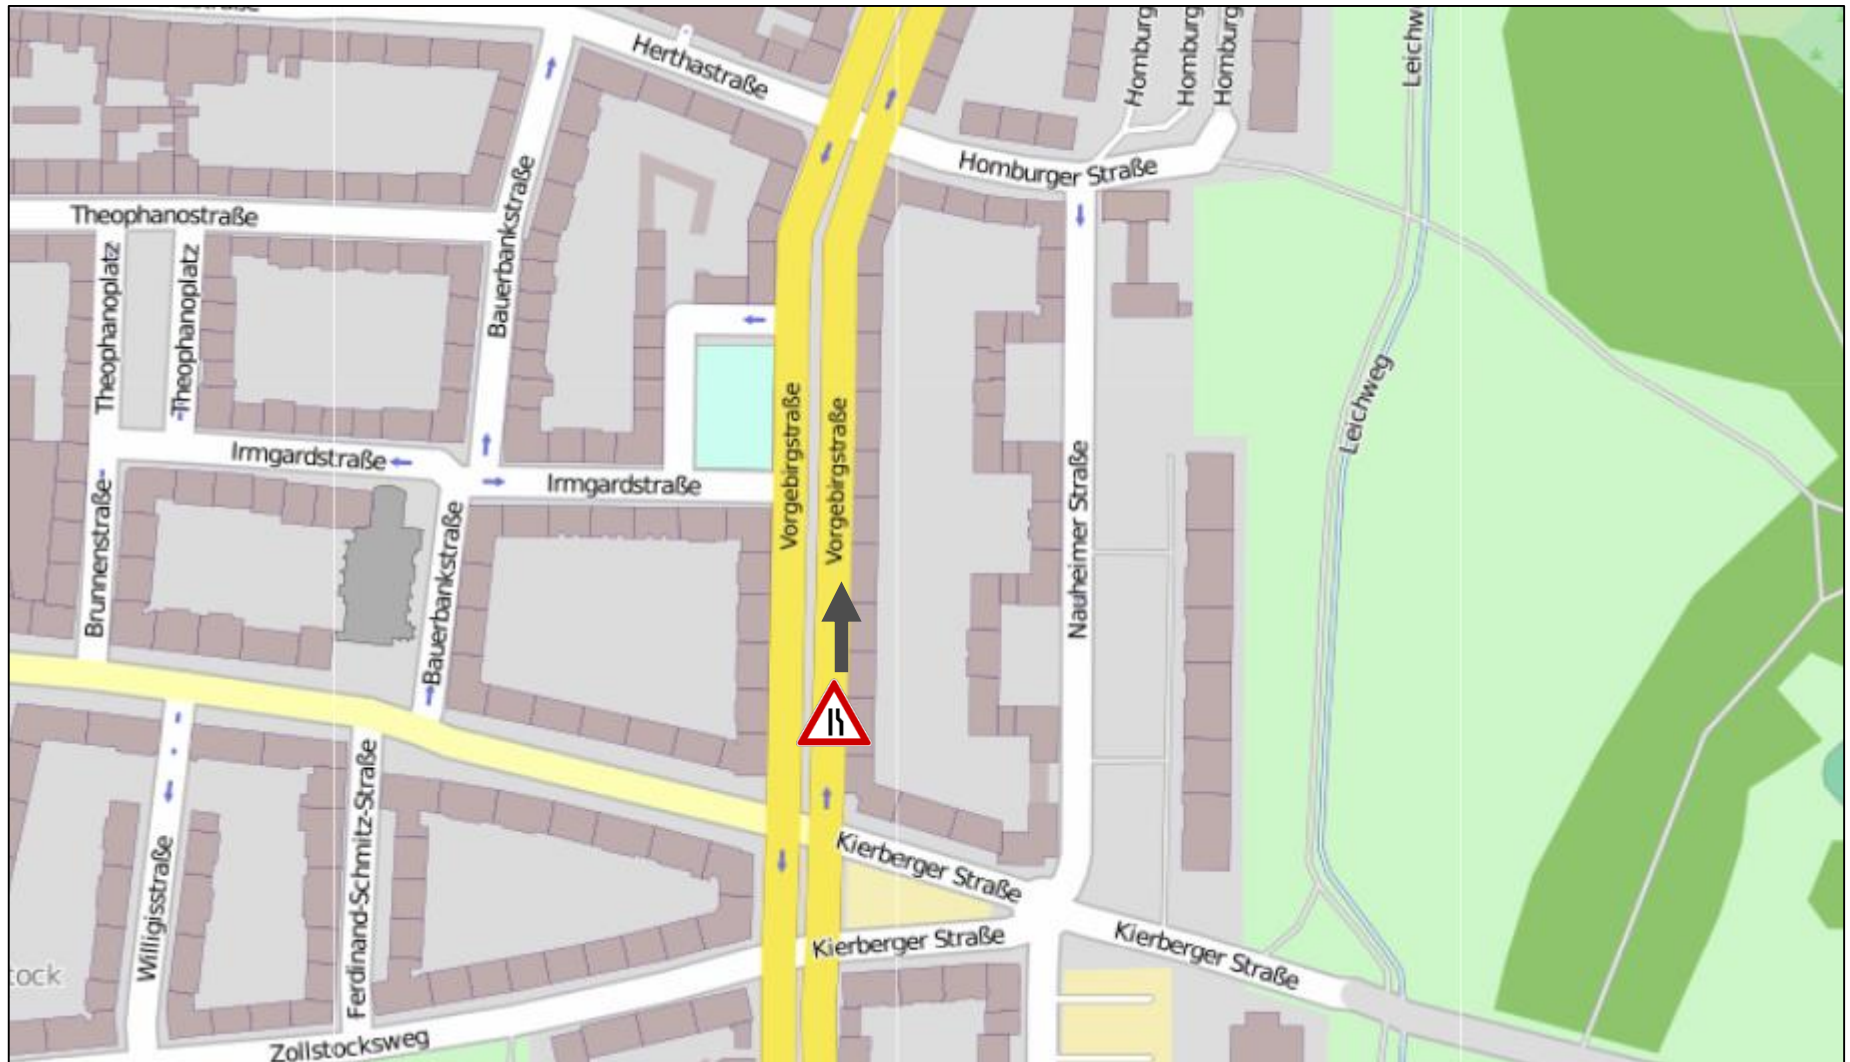 Herthastraße
Homburg
Homburg
Homburg
Leichw
Homburger Straße
Theophanostraße
Bauerbankstraße
Theophanoplatz
Theophanoplatz
Vorgebirgstraße
Vorgebirgstraße
Leichweg
Irmgardstraße
Irmgardstraße
Nauheimer Straße
Brunnenstraße
Bauerbankstraße
Kierberger Straße
Ferdinand-Schmitz-Straße
Willigisstraße
Kierberger Straße
Kierberger Straße
tock
Zollstocksweg